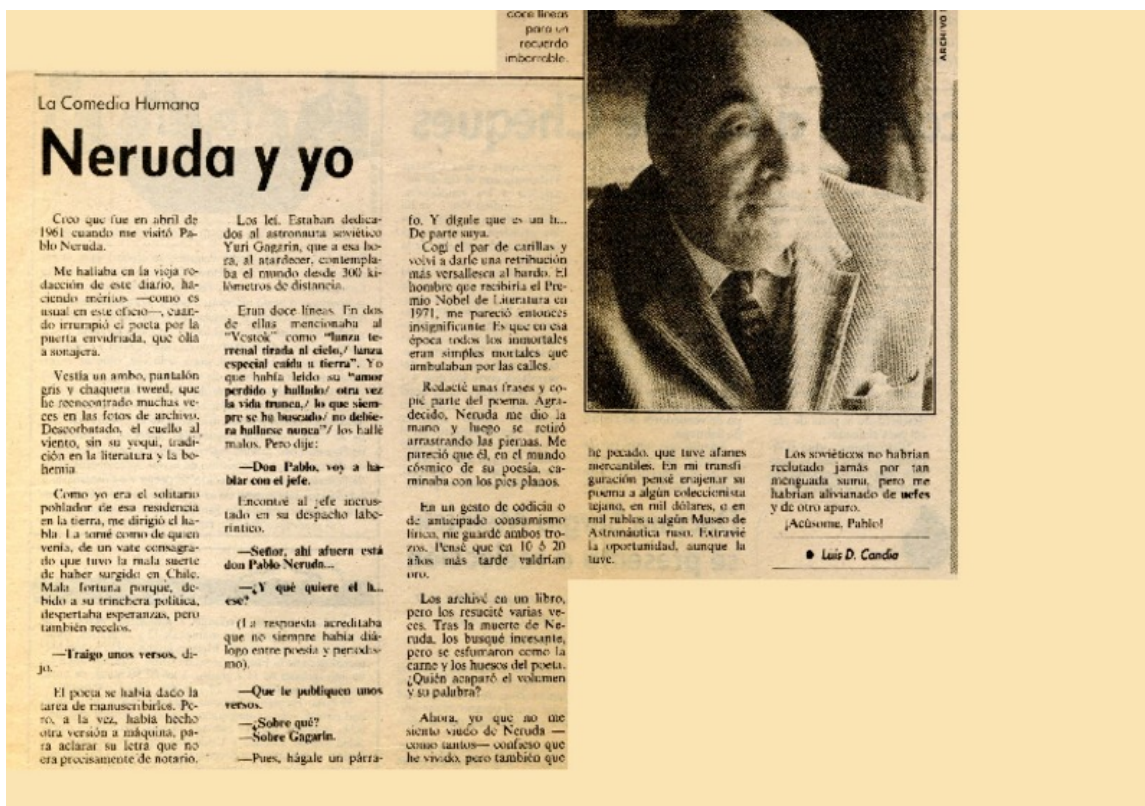 doce líneas
para un
recuerdo
imborrable.
ARCHIVO
La Comedia Humana
Neruda y yo
Creo que fue en abril de
1961 cuando me visitó Pa-
blo Neruda.
Me hallaba en la vieja re-
dacción de este diario, ha-
ciendo méritos —como es
usual en este oficio—, cuan-
do irrumpió el poeta por la
puerta envidriada, que olía
a sonajera.
Vestía un ambo, pantalón
gris y chaqueta tweed, que
he reencontrado muchas ve-
ces en las fotos de archivo.
Descorbatado, el cuello al
viento, sin su yoqui, tradi-
ción en la literatura y la bo-
hemia.
Como yo era el solitario
poblador de esa residencia
en la tierra, me dirigió el ha-
bla. La tomé como de quien
venía, de un vate consagra-
do que tuvo la mala suerte
de haber surgido en Chile.
Mala fortuna porque, de-
bido a su trinchera política,
despertaba esperanzas, pero
también recelos.
—Traigo unos versos, di-
jo.
El poeta se había dado la
tarea de manuscribirlos. Pe-
ro, a la vez, había hecho
otra versión a máquina, pa-
ra aclarar su letra que no
era precisamente de notario.
Los leí. Estaban dedica-
dos al astronauta soviético
Yuri Gagarin, que a esa ho-
ra, al atardecer, contempla-
ba el mundo desde 300 ki-
lómetros de distancia.
Eran doce líneas. En dos
de ellas mencionaba al
"Vostok" como "lanza te-
rrenal tirada al cielo,/ lanza
especial caída a tierra". Yo
que había leído su "amor
perdido y hallado/ otra vez
la vida trunca,/ lo que siem-
pre se ha buscado/ no debie-
ra hallarse nunca"/ los hallé
malos. Pero dije:
—Don Pablo, voy a ha-
blar con el jefe.
Encontré al jefe incrus-
tado en su despacho labe-
ríntico.
—Señor, ahí afuera está
don Pablo Neruda...
—¿Y qué quiere el h...
ese?
(La respuesta acreditaba
que no siempre había diá-
logo entre poesía y periodis-
mo).
—Que le publiquen unos
versos.
—¿Sobre qué?
—Sobre Gagarin.
—Pues, hágale un párra-
fo. Y dígale que es un h...
De parte suya.
Cogí el par de carillas y
volví a darle una retribución
más versallesca al bardo. El
hombre que recibiría el Pre-
mio Nobel de Literatura en
1971, me pareció entonces
insignificante. Es que en esa
época todos los inmortales
eran simples mortales que
ambulaban por las calles.
Redacté unas frases y co-
pié parte del poema. Agra-
decido, Neruda me dio la
mano y luego se retiró
arrastrando las piernas. Me
pareció que él, en el mundo
cósmico de su poesía, ca-
minaba con los pies planos.
En un gesto de codicia o
de anticipado consumismo
lírico, me guardé ambos tro-
zos. Pensé que en 10 ó 20
años más tarde valdrían
oro.
Los archivé en un libro,
pero los resucité varias ve-
ces. Tras la muerte de Ne-
ruda, los busqué incesante,
pero se esfumaron como la
carne y los huesos del poeta.
¿Quién acaparó el volumen
y su palabra?
Ahora, yo que no me
siento viudo de Neruda —
como tantos— confieso que
he vivido, pero también que
he pecado, que tuve afanes
mercantiles. En mi transfi-
guración pensé enajenar su
poema a algún coleccionista
tejano, en mil dólares, o en
mil rublos a algún Museo de
Astronáutica ruso. Extravié
la oportunidad, aunque la
tuve.
Los soviéticos no habrían
reclutado jamás por tan
menguada suma, pero me
habrían alivianado de uefes
y de otro apuro.
¡Acúsome, Pablo!
● Luis D. Candia